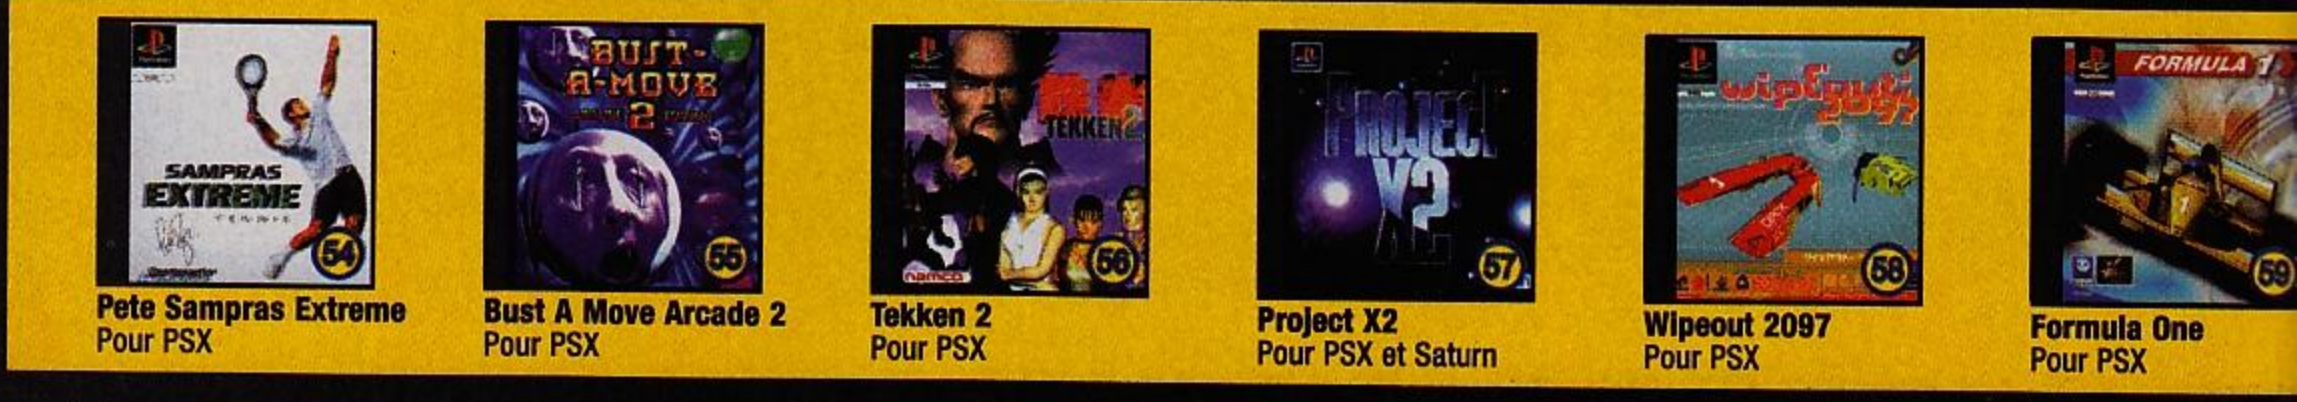 SAMPRAS
EXTREME
TENNIS
54
Pete Sampras Extreme
Pour PSX
BUST-
A-MOVE
2
55
Bust A Move Arcade 2
Pour PSX
TEKKEN 2
namco
56
Tekken 2
Pour PSX
PROJECT
X2
57
Project X2
Pour PSX et Saturn
wipEout
2097
58
Wipeout 2097
Pour PSX
FORMULA 1
1
59
Formula One
Pour PSX